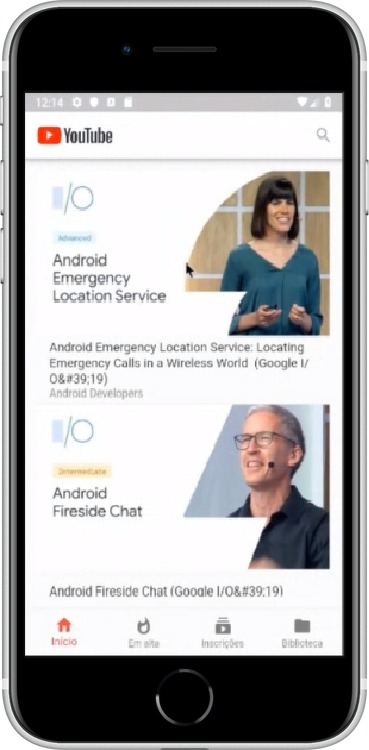 12:14
YouTube
I/O
Advanced
Android
Emergency
Location Service
Android Emergency Location Service: Locating
Emergency Calls in a Wireless World (Google I/
O&#39;19)
Android Developers
I/O
Intermediate
Android
Fireside Chat
Android Fireside Chat (Google I/O&#39;19)
Início
Em alta
Inscrições
Biblioteca